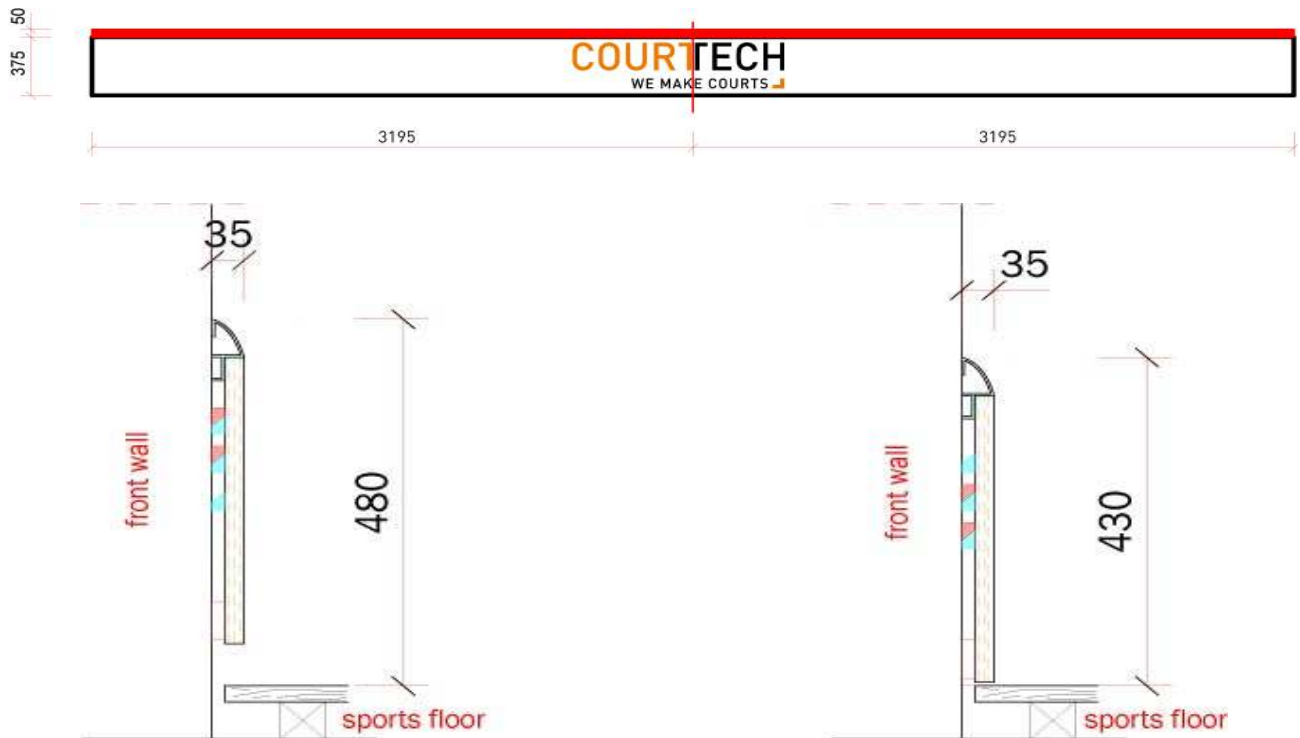 50
375
COURTTECH
WE MAKE COURTS
3195
3195
35
480
front wall
sports floor
35
430
front wall
sports floor